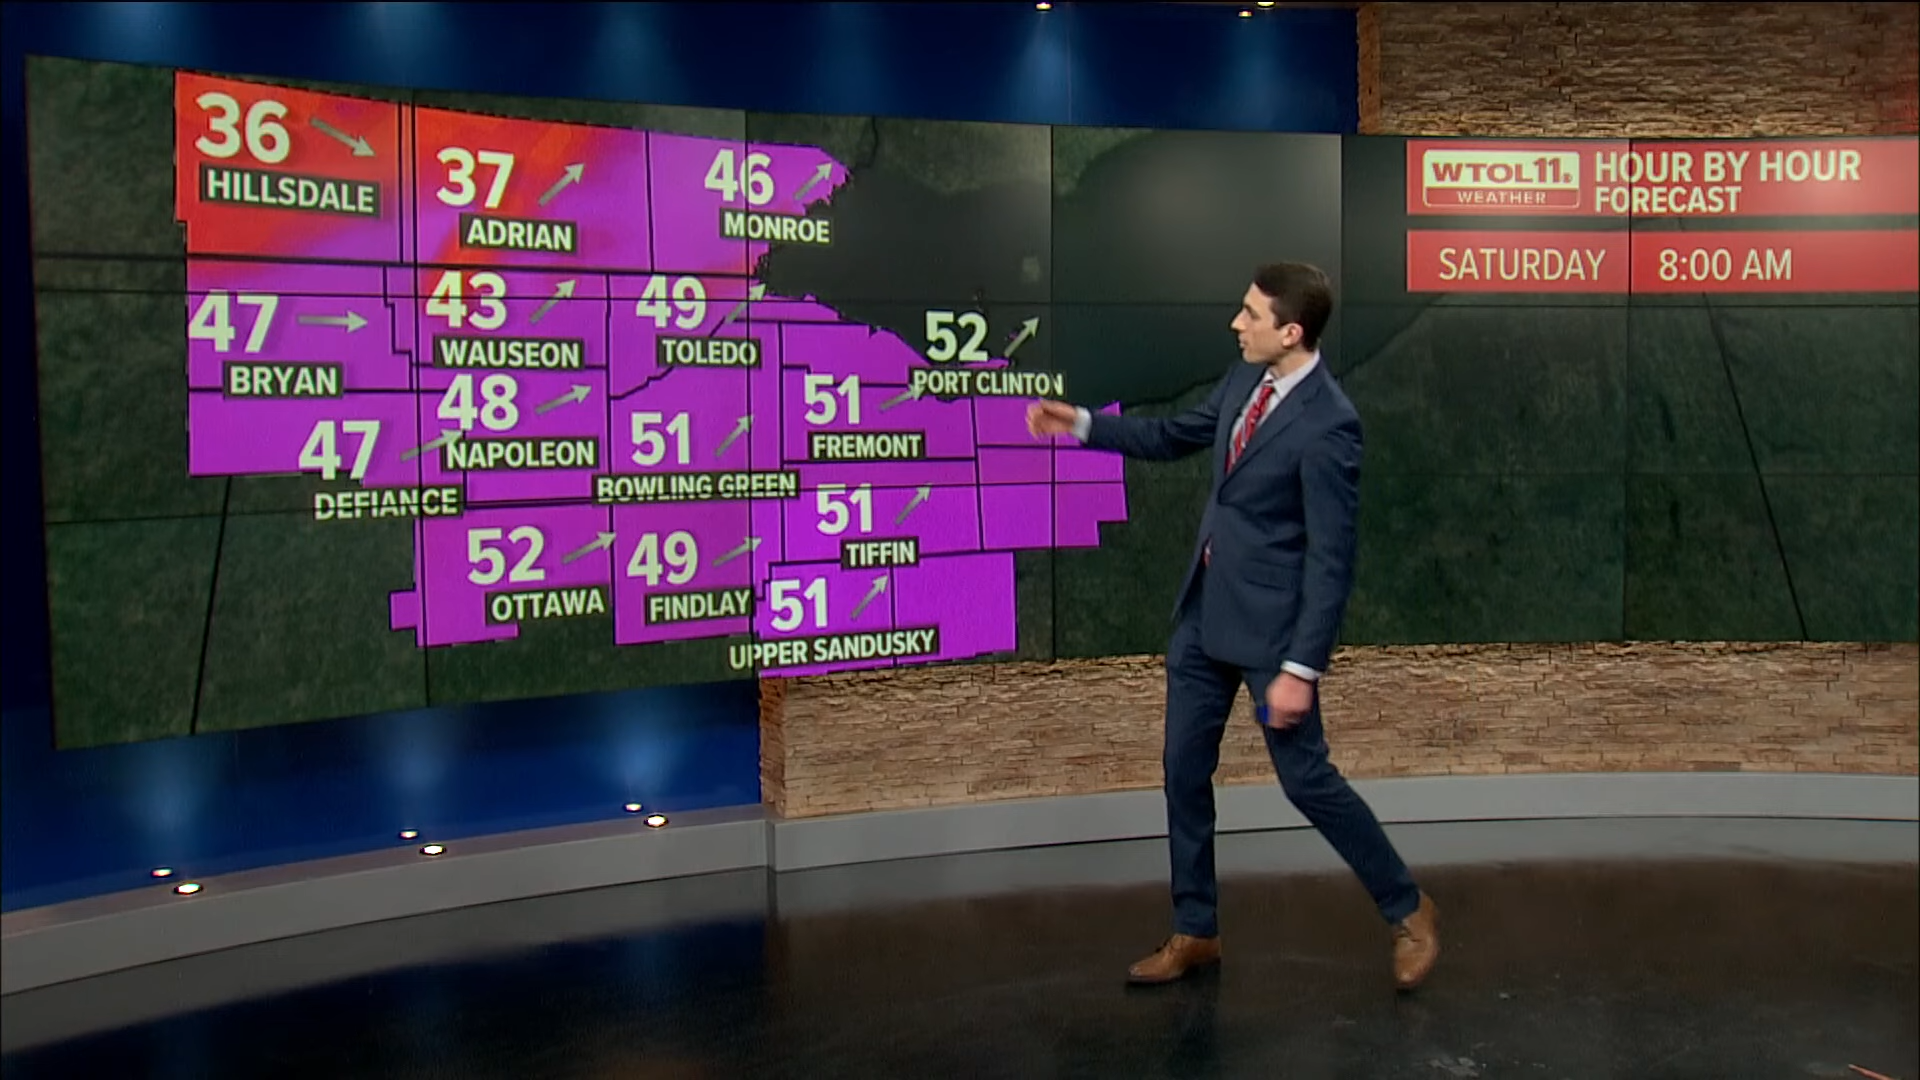 36
HILLSDALE
37
ADRIAN
46
MONROE
WTOL11
WEATHER
HOUR BY HOUR
FORECAST
SATURDAY
8:00 AM
47
BRYAN
43
WAUSEON
49
TOLEDO
52
PORT CLINTON
47
DEFIANCE
48
NAPOLEON
51
BOWLING GREEN
51
FREMONT
51
TIFFIN
52
OTTAWA
49
FINDLAY
51
UPPER SANDUSKY